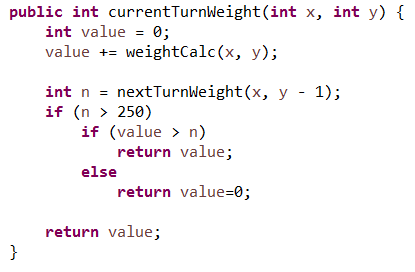 public int currentTurnWeight(int x, int y) {
    int value = 0;
    value += weightCalc(x, y);

    int n = nextTurnWeight(x, y - 1);
    if (n > 250)
        if (value > n)
            return value;
        else
            return value=0;

    return value;
}